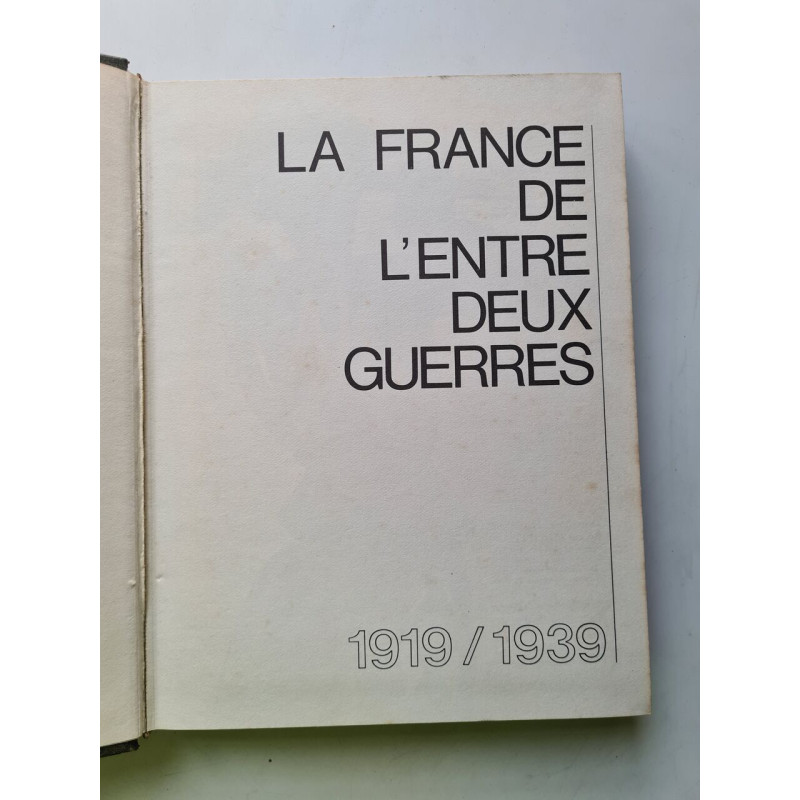 LA FRANCE
DE
L'ENTRE
DEUX
GUERRES
1919/1939